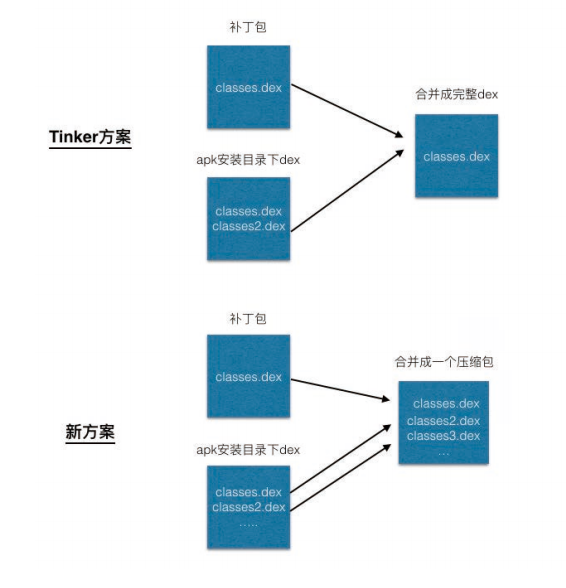 补丁包
classes.dex
合并成完整dex
classes.dex
Tinker方案
apk安装目录下dex
classes.dex
classes2.dex
补丁包
classes.dex
合并成一个压缩包
classes.dex
classes2.dex
classes3.dex
...
新方案
apk安装目录下dex
classes.dex
classes2.dex
.....